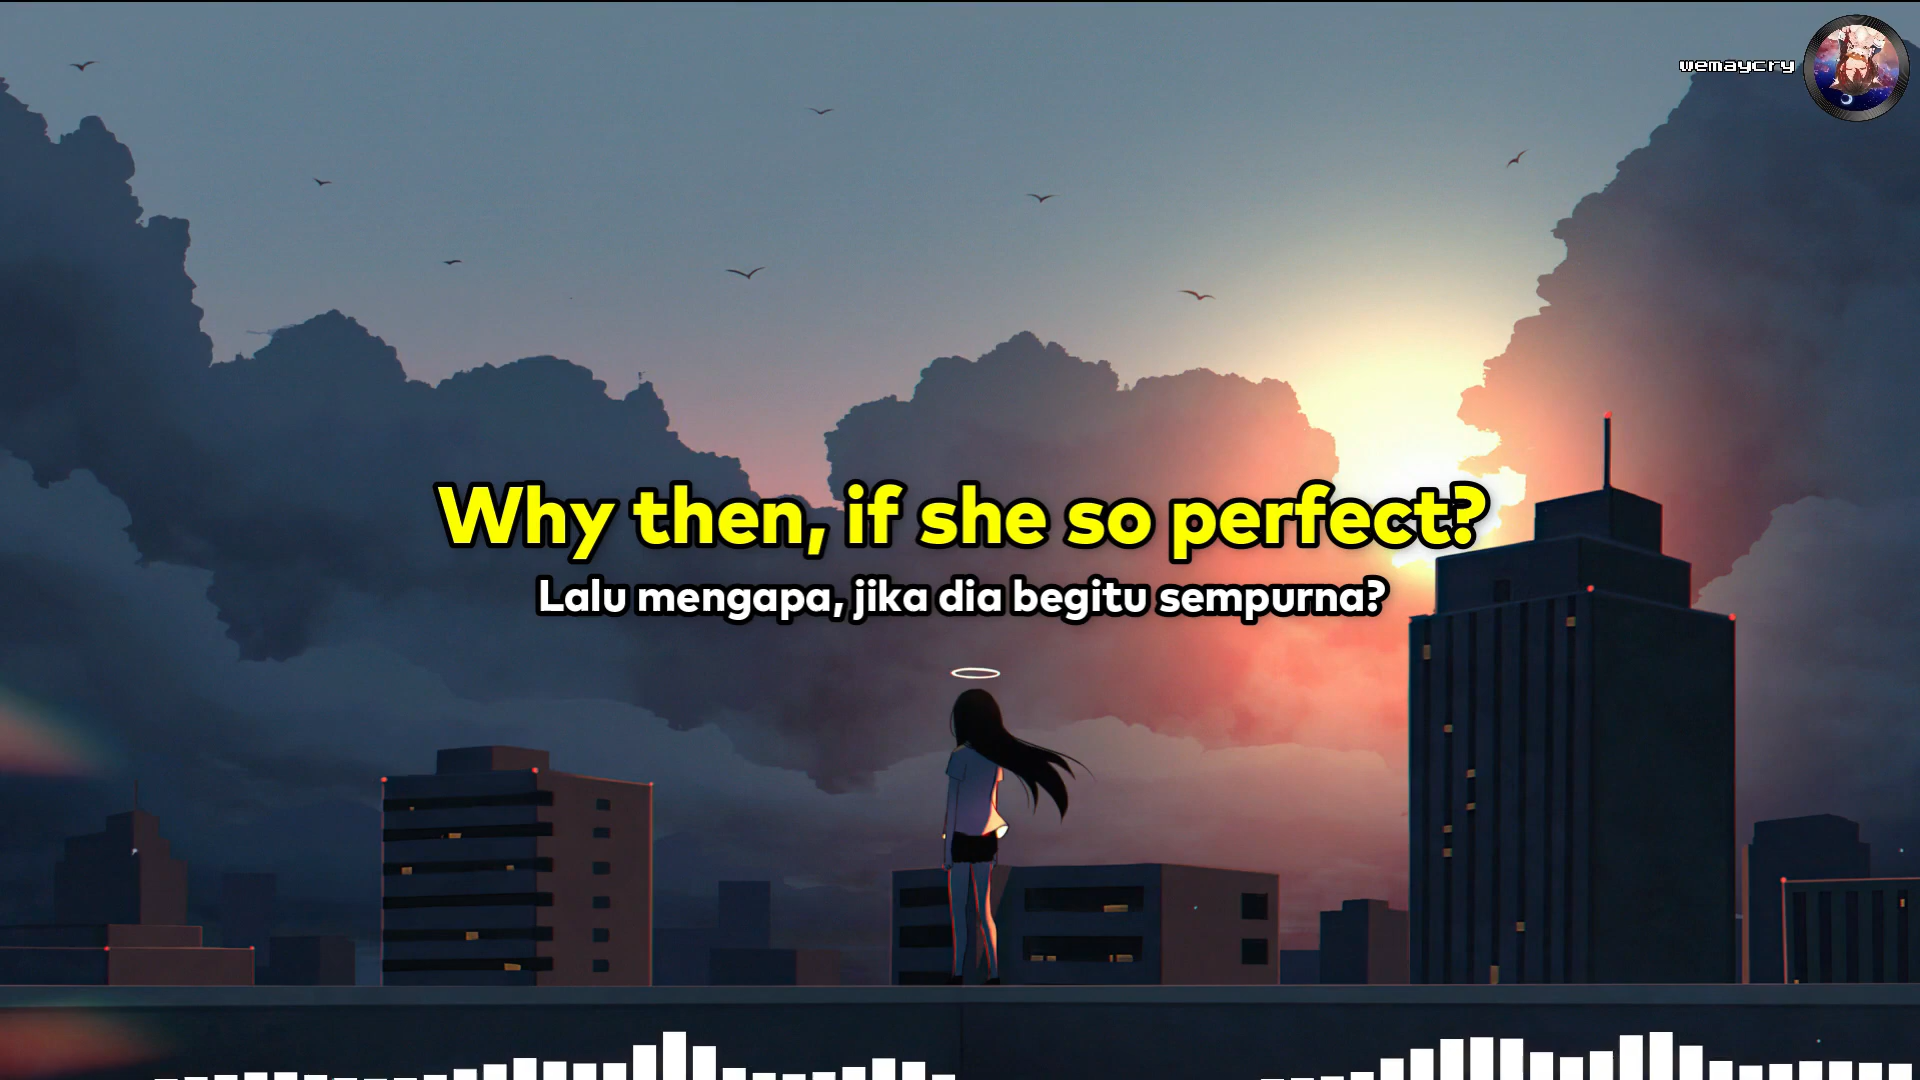 wemaycry
Why then, if she so perfect?
Lalu mengapa, jika dia begitu sempurna?